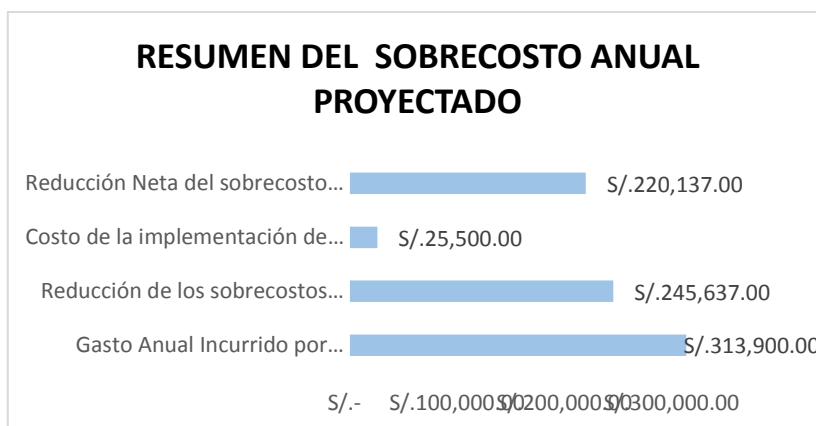 RESUMEN DEL SOBRECOSTO ANUAL
PROYECTADO
Reducción Neta del sobrecosto... S/.220,137.00
Costo de la implementación de... S/.25,500.00
Reducción de los sobrecostos... S/.245,637.00
Gasto Anual Incurrido por... S/.313,900.00
S/.- S/.100,000.00 S/.200,000.00 S/.300,000.00